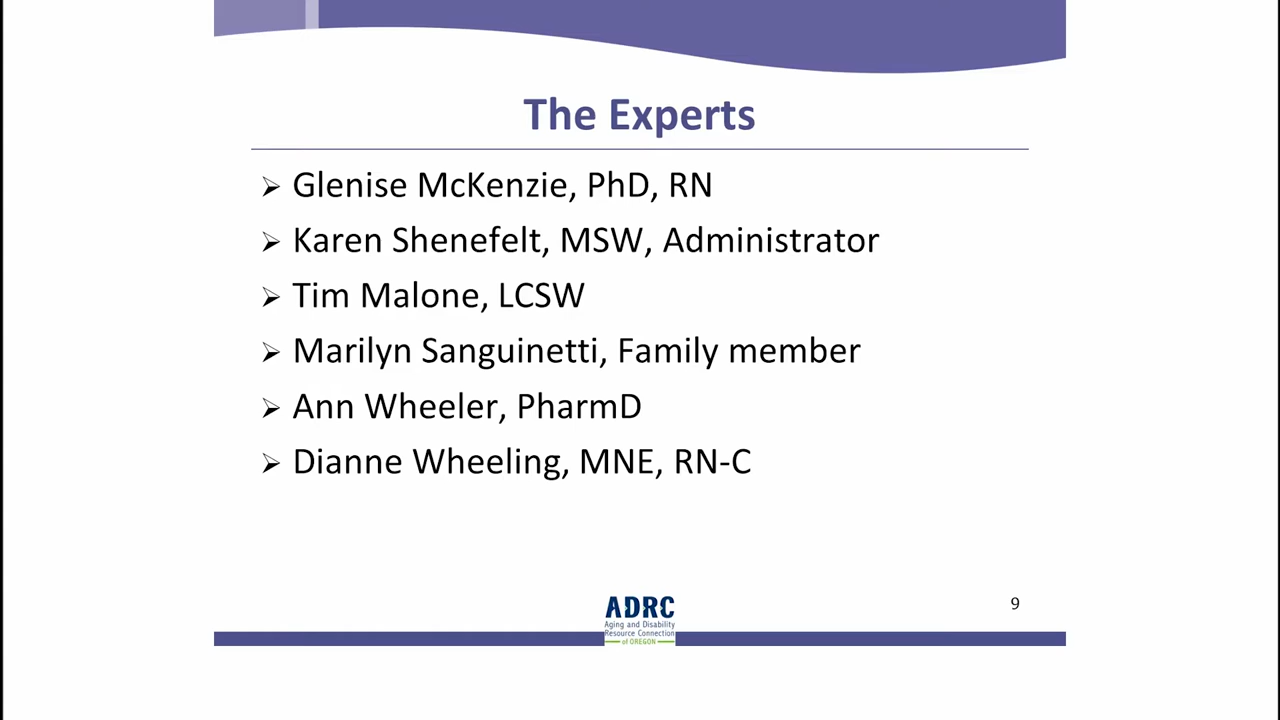 The Experts
Glenise McKenzie, PhD, RN
Karen Shenefelt, MSW, Administrator
Tim Malone, LCSW
Marilyn Sanguinetti, Family member
Ann Wheeler, PharmD
Dianne Wheeling, MNE, RN-C
9
ADRC
Aging and Disability
Resource Connection
of OREGON